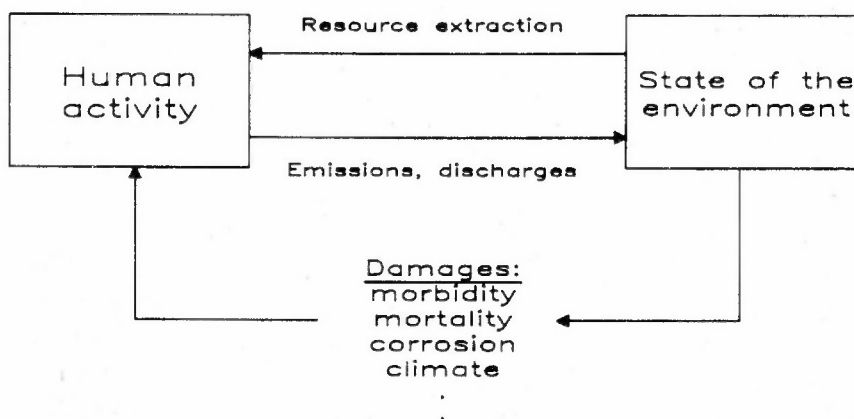 Resource extraction
Human
activity
State of the
environment
Emissions, discharges
Damages:
morbidity
mortality
corrosion
climate
.
.